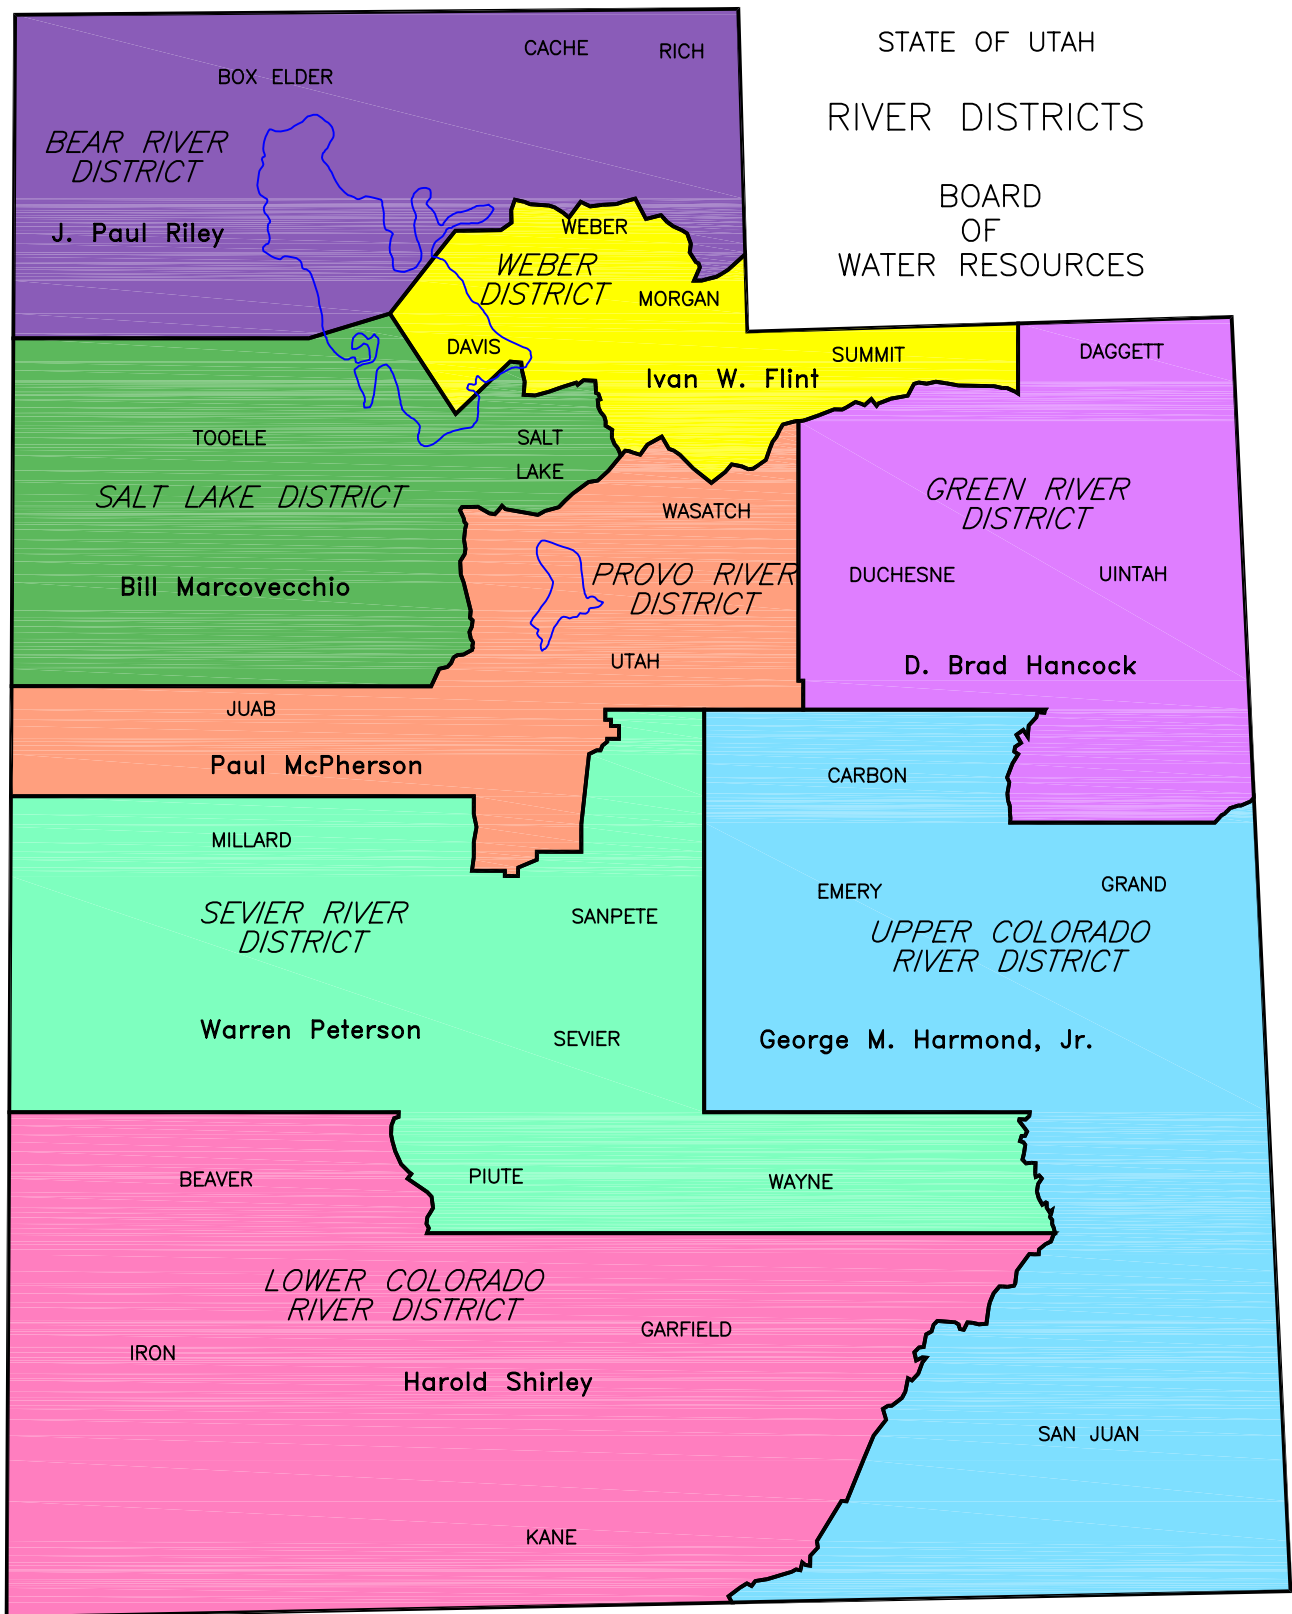 STATE OF UTAH
RIVER DISTRICTS
BOARD
OF
WATER RESOURCES
CACHE
RICH
BOX ELDER
BEAR RIVER
DISTRICT
J. Paul Riley
WEBER
WEBER
DISTRICT
MORGAN
DAVIS
SUMMIT
Ivan W. Flint
DAGGETT
TOOELE
SALT
LAKE
SALT LAKE DISTRICT
Bill Marcovecchio
WASATCH
PROVO RIVER
DISTRICT
UTAH
JUAB
Paul McPherson
GREEN RIVER
DISTRICT
DUCHESNE
UINTAH
D. Brad Hancock
CARBON
EMERY
GRAND
UPPER COLORADO
RIVER DISTRICT
George M. Harmond, Jr.
SAN JUAN
MILLARD
SEVIER RIVER
DISTRICT
SANPETE
Warren Peterson
SEVIER
PIUTE
WAYNE
BEAVER
LOWER COLORADO
RIVER DISTRICT
GARFIELD
IRON
Harold Shirley
KANE